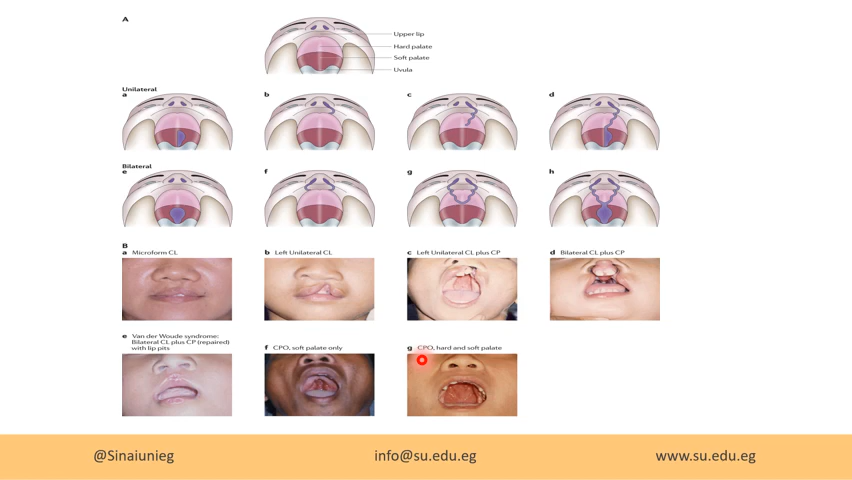 A
Upper lip
Hard palate
Soft palate
Uvula
Unilateral
a b c d
Bilateral
e f g h
B
a Microform CL
b Left Unilateral CL
c Left Unilateral CL plus CP
d Bilateral CL plus CP
e Van der Woude syndrome;
Bilateral CL plus CP (repaired)
with lip pits
f CPO, soft palate only
g CPO, hard and soft palate
@Sinaiunieg info@su.edu.eg www.su.edu.eg